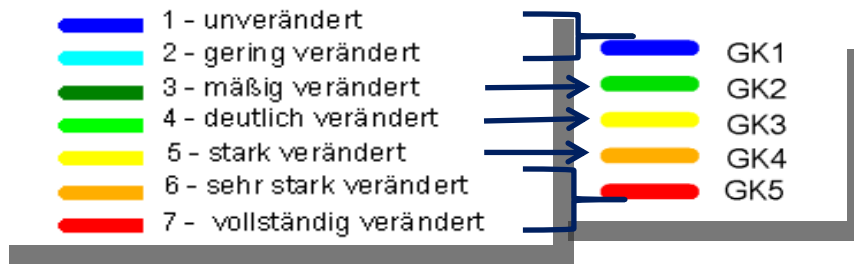 1 - unverändert
2 - gering verändert
3 - mäßig verändert
4 - deutlich verändert
5 - stark verändert
6 - sehr stark verändert
7 - vollständig verändert
GK1
GK2
GK3
GK4
GK5